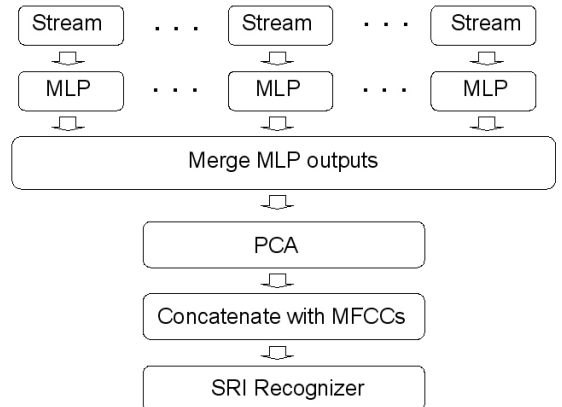 Stream . . . Stream . . . Stream
MLP . . . MLP . . . MLP
Merge MLP outputs
PCA
Concatenate with MFCCs
SRI Recognizer